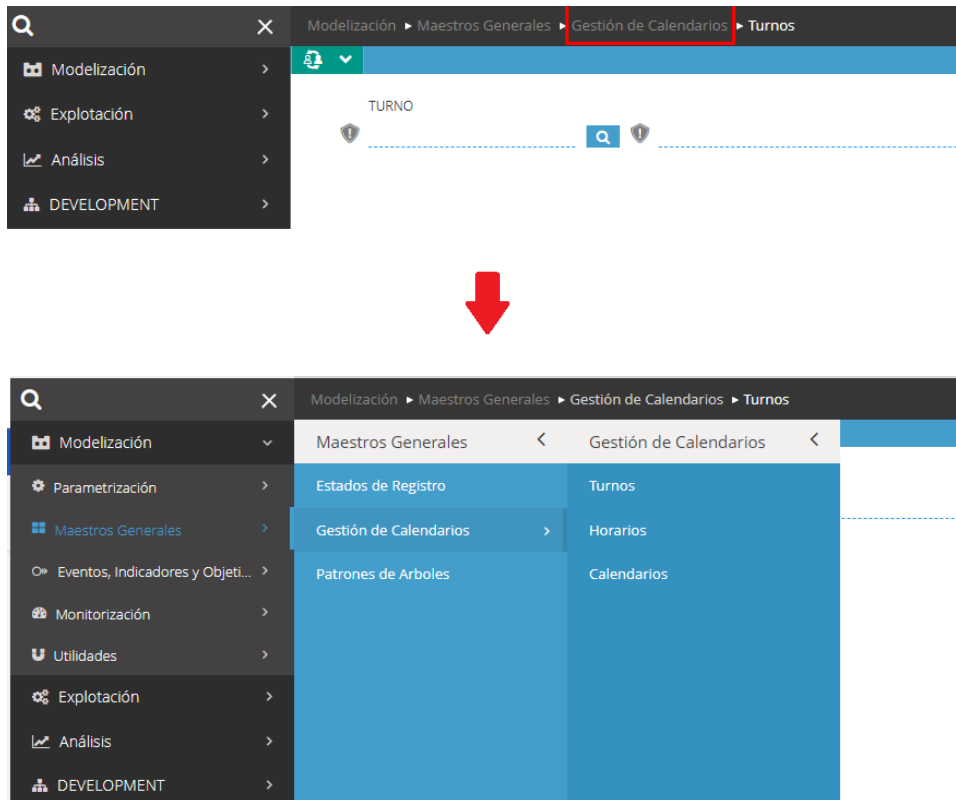 Modelización ▸ Maestros Generales ▸ Gestión de Calendarios ▸ Turnos
Modelización
Explotación
Análisis
DEVELOPMENT
TURNO
Modelización ▸ Maestros Generales ▸ Gestión de Calendarios ▸ Turnos
Modelización
Parametrización
Maestros Generales
Eventos, Indicadores y Objeti...
Monitorización
Utilidades
Explotación
Análisis
DEVELOPMENT
Maestros Generales
Estados de Registro
Gestión de Calendarios
Patrones de Arboles
Gestión de Calendarios
Turnos
Horarios
Calendarios